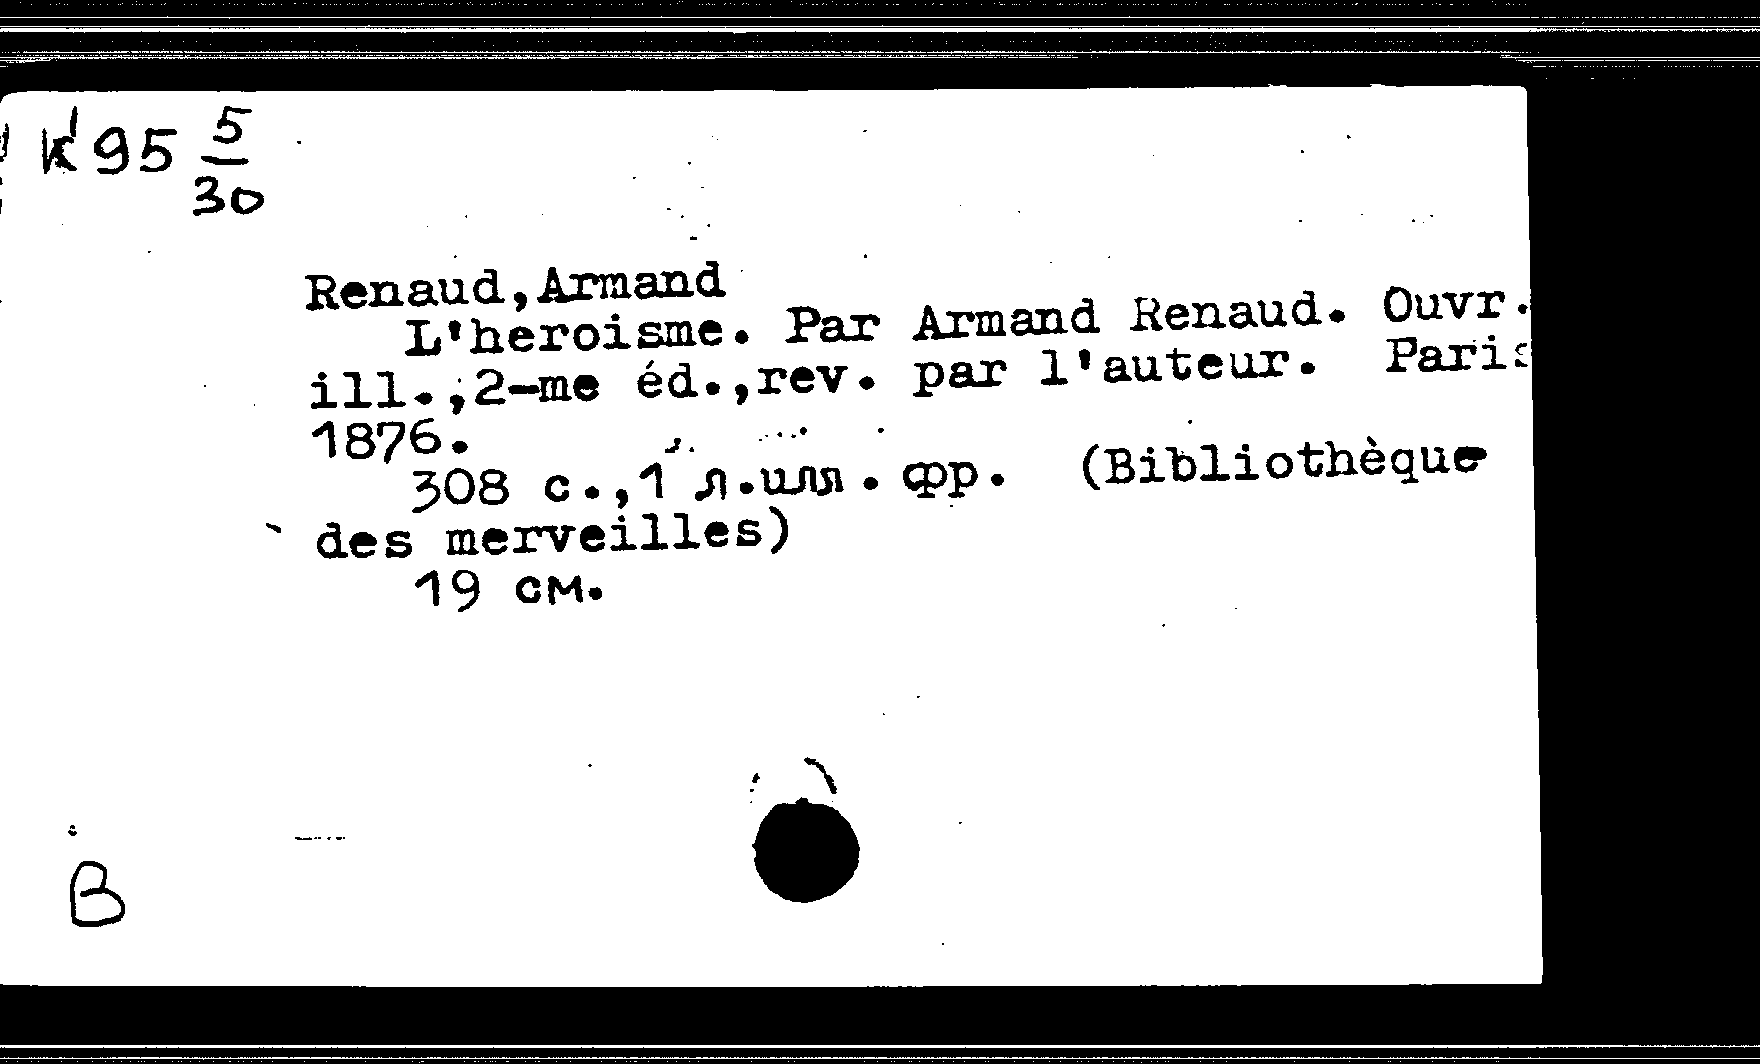 К 95 5/30
Renaud,Armand
L'heroisme. Par Armand Renaud. Ouvr.
ill.,2-me éd.,rev. par l'auteur. Paris
1876.
308 с.,1 л.илл. фр. (Bibliothèque
des merveilles)
19 см.
В